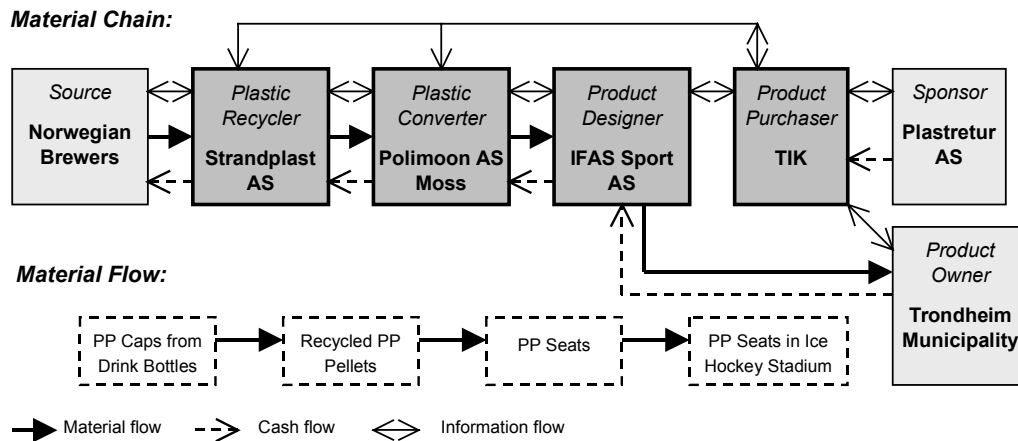 Material Chain:
Source
Norwegian
Brewers
Plastic
Recycler
Strandplast
AS
Plastic
Converter
Polimoon AS
Moss
Product
Designer
IFAS Sport
AS
Product
Purchaser
TIK
Sponsor
Plastretur
AS
Product
Owner
Trondheim
Municipality
Material Flow:
PP Caps from
Drink Bottles
Recycled PP
Pellets
PP Seats
PP Seats in Ice
Hockey Stadium
Material flow
Cash flow
Information flow